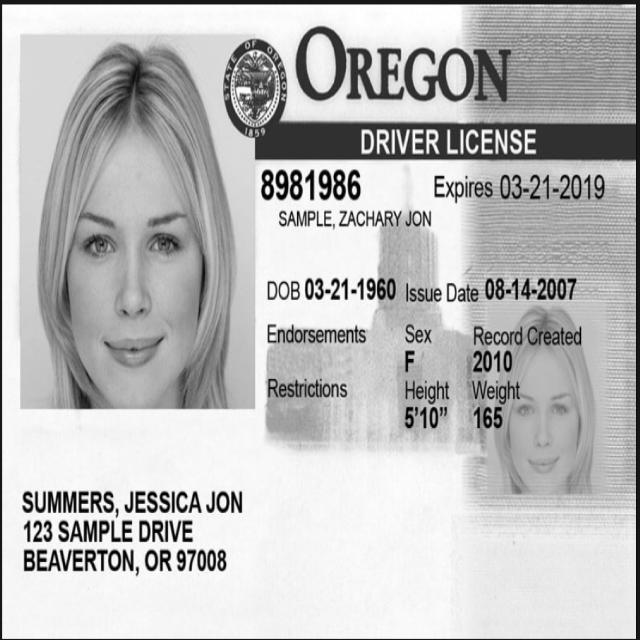 STATE OF OREGON
1859
OREGON
DRIVER LICENSE
8981986 Expires 03-21-2019
SAMPLE, ZACHARY JON
DOB 03-21-1960 Issue Date 08-14-2007
Endorsements Sex Record Created
F 2010
Restrictions Height Weight
5'10" 165
SUMMERS, JESSICA JON
123 SAMPLE DRIVE
BEAVERTON, OR 97008